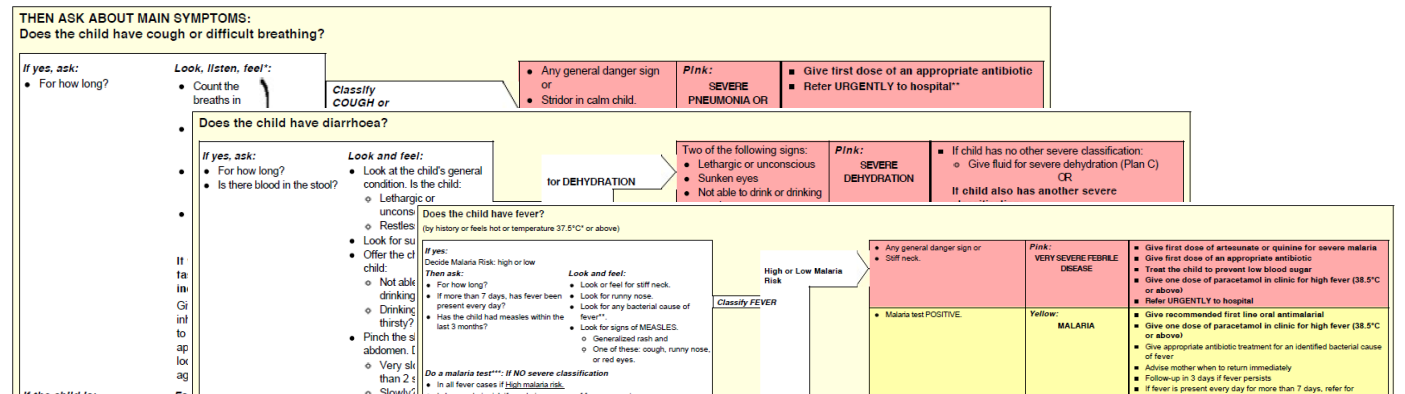 THEN ASK ABOUT MAIN SYMPTOMS:
Does the child have cough or difficult breathing?
If yes, ask:
● For how long?
Look, listen, feel*:
● Count the
breaths in
Classify
COUGH or
● Any general danger sign
or
● Stridor in calm child.
Pink:
SEVERE
PNEUMONIA OR
■ Give first dose of an appropriate antibiotic
■ Refer URGENTLY to hospital**
Does the child have diarrhoea?
If yes, ask:
● For how long?
● Is there blood in the stool?
Look and feel:
● Look at the child's general
condition. Is the child:
Lethargic or
Look for su
Offer the ch
child:
Not able
drinking
Drinking
thirsty?
Pinch the s
abdomen. D
than 2 s
for DEHYDRATION
Two of the following signs:
● Lethargic or unconscious
● Sunken eyes
● Not able to drink or drinking
Pink:
SEVERE
DEHYDRATION
■ If child has no other severe classification:
Give fluid for severe dehydration (Plan C)
OR
If child also has another severe
Does the child have fever?
(by history or feels hot or temperature 37.5°C* or above)
If yes:
Decide Malaria Risk: high or low
Then ask:
● For how long?
● If more than 7 days, has fever been
present every day?
● Has the child had measles within the
last 3 months?
Look and feel:
● Look or feel for stiff neck.
● Look for runny nose.
● Look for any bacterial cause of
fever**.
● Look for signs of MEASLES.
Generalized rash and
One of these: cough, runny nose,
or red eyes.
Do a malaria test***: If NO severe classification
● In all fever cases if High malaria risk.
Classify FEVER
High or Low Malaria
Risk
● Any general danger sign or
● Stiff neck.
Pink:
VERY SEVERE FEBRILE
DISEASE
■ Give first dose of artesunate or quinine for severe malaria
■ Give first dose of an appropriate antibiotic
■ Treat the child to prevent low blood sugar
■ Give one dose of paracetamol in clinic for high fever (38.5°C
or above)
■ Refer URGENTLY to hospital
● Malaria test POSITIVE.
Yellow:
MALARIA
■ Give recommended first line oral antimalarial
■ Give one dose of paracetamol in clinic for high fever (38.5°C
or above)
■ Give appropriate antibiotic treatment for an identified bacterial cause
of fever
■ Advise mother when to return immediately
■ Follow-up in 3 days if fever persists
■ If fever is present every day for more than 7 days, refer for